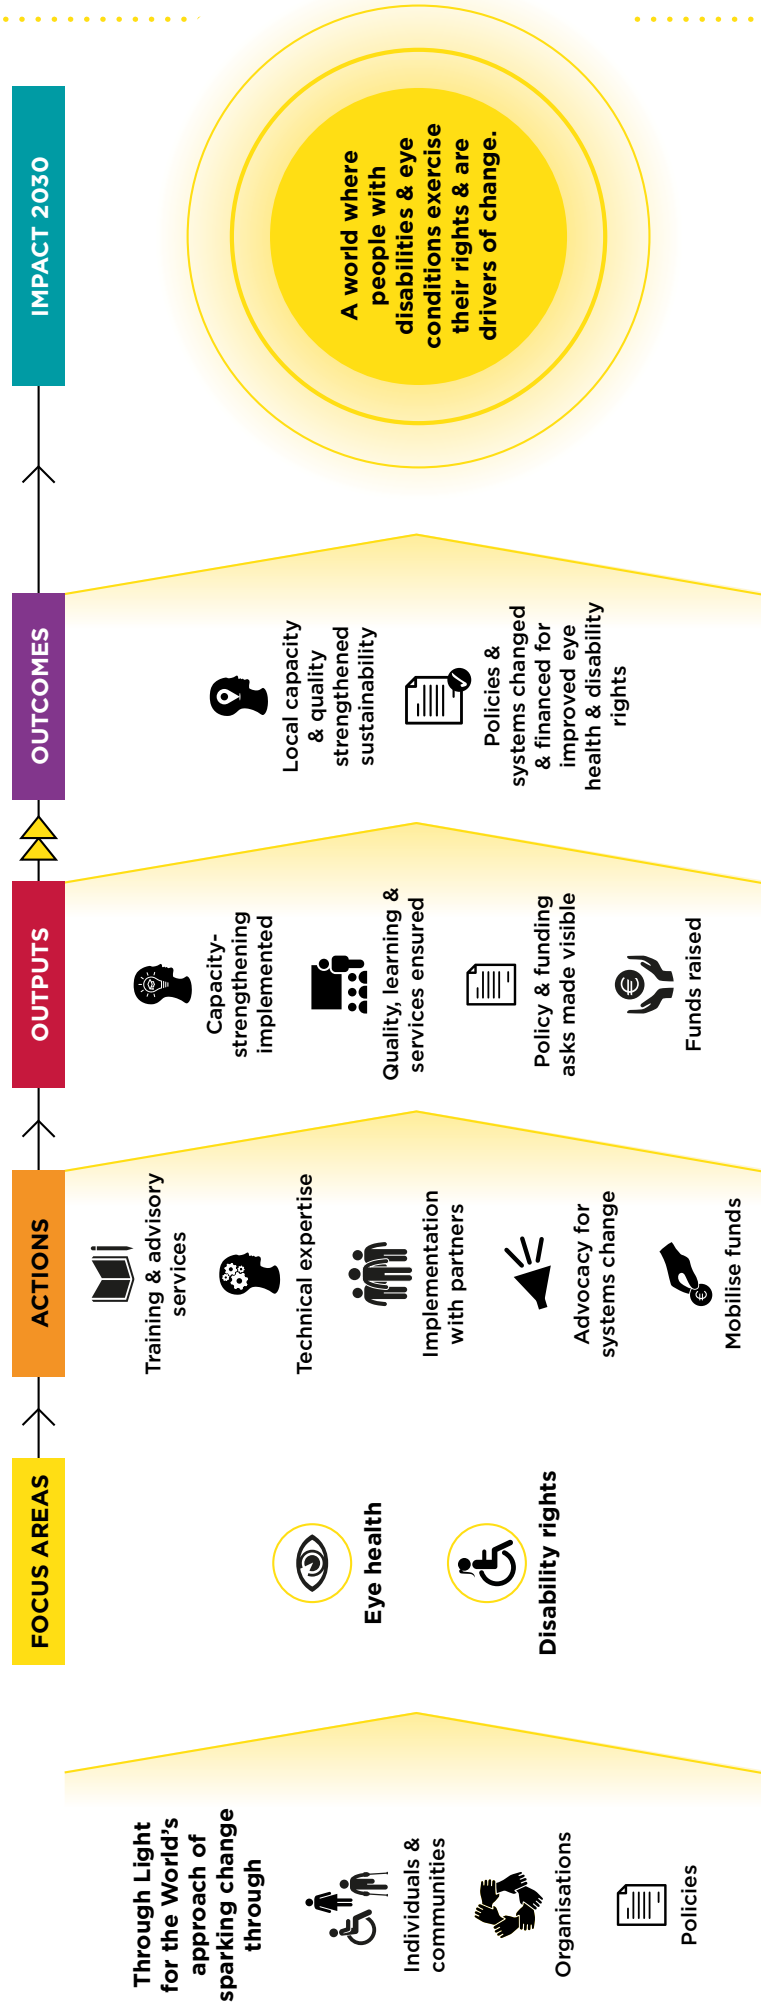 Through Light
for the World's
approach of
sparking change
through
Individuals &
communities
Organisations
Policies
FOCUS AREAS
Eye health
Disability rights
ACTIONS
Training & advisory
services
Technical expertise
Implementation
with partners
Advocacy for
systems change
Mobilise funds
OUTPUTS
Capacity-
strengthening
implemented
Quality, learning &
services ensured
Policy & funding
asks made visible
Funds raised
OUTCOMES
Local capacity
& quality
strengthened
sustainability
Policies &
systems changed
& financed for
improved eye
health & disability
rights
IMPACT 2030
A world where
people with
disabilities & eye
conditions exercise
their rights & are
drivers of change.